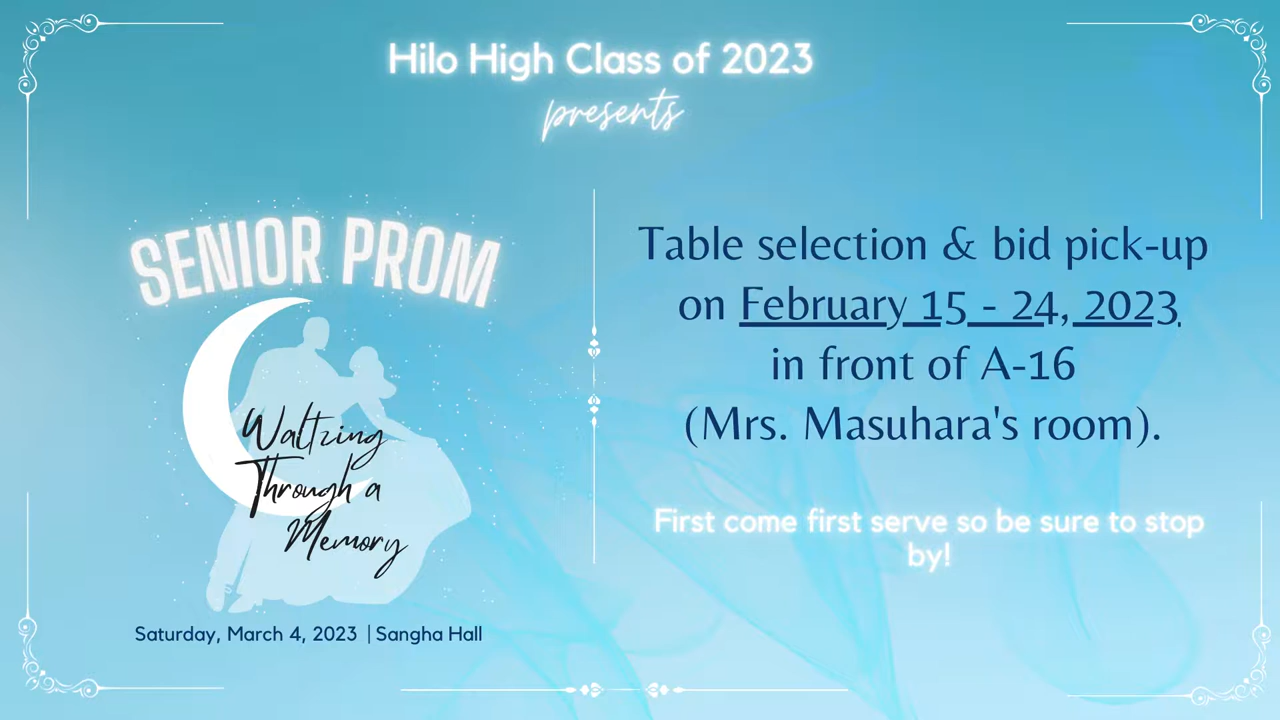 Hilo High Class of 2023
presents
SENIOR PROM
Waltzing
Through a
Memory
Saturday, March 4, 2023 | Sangha Hall
Table selection & bid pick-up
on February 15 - 24, 2023
in front of A-16
(Mrs. Masuhara's room).
First come first serve so be sure to stop
by!